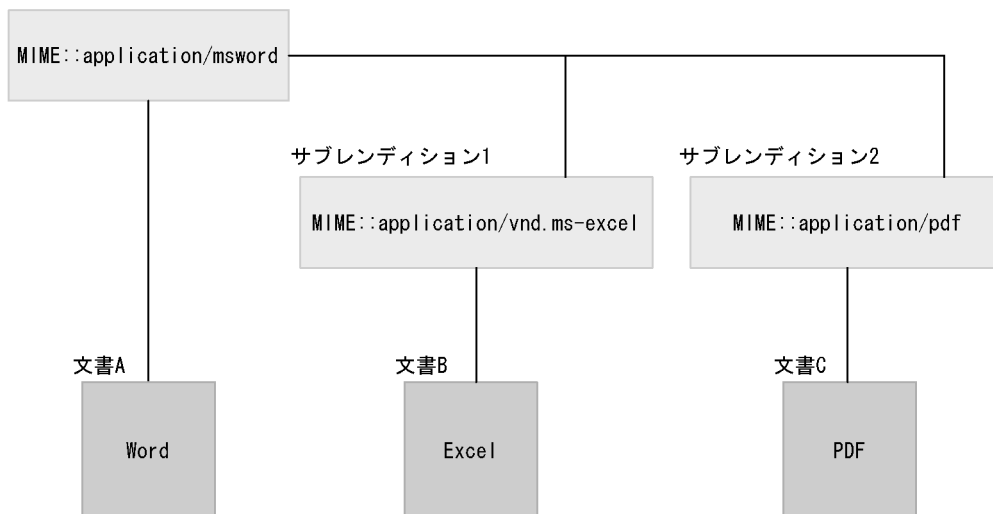 MIME::application/msword
サブレンディション1
サブレンディション2
MIME::application/vnd.ms-excel
MIME::application/pdf
文書A
文書B
文書C
Word
Excel
PDF